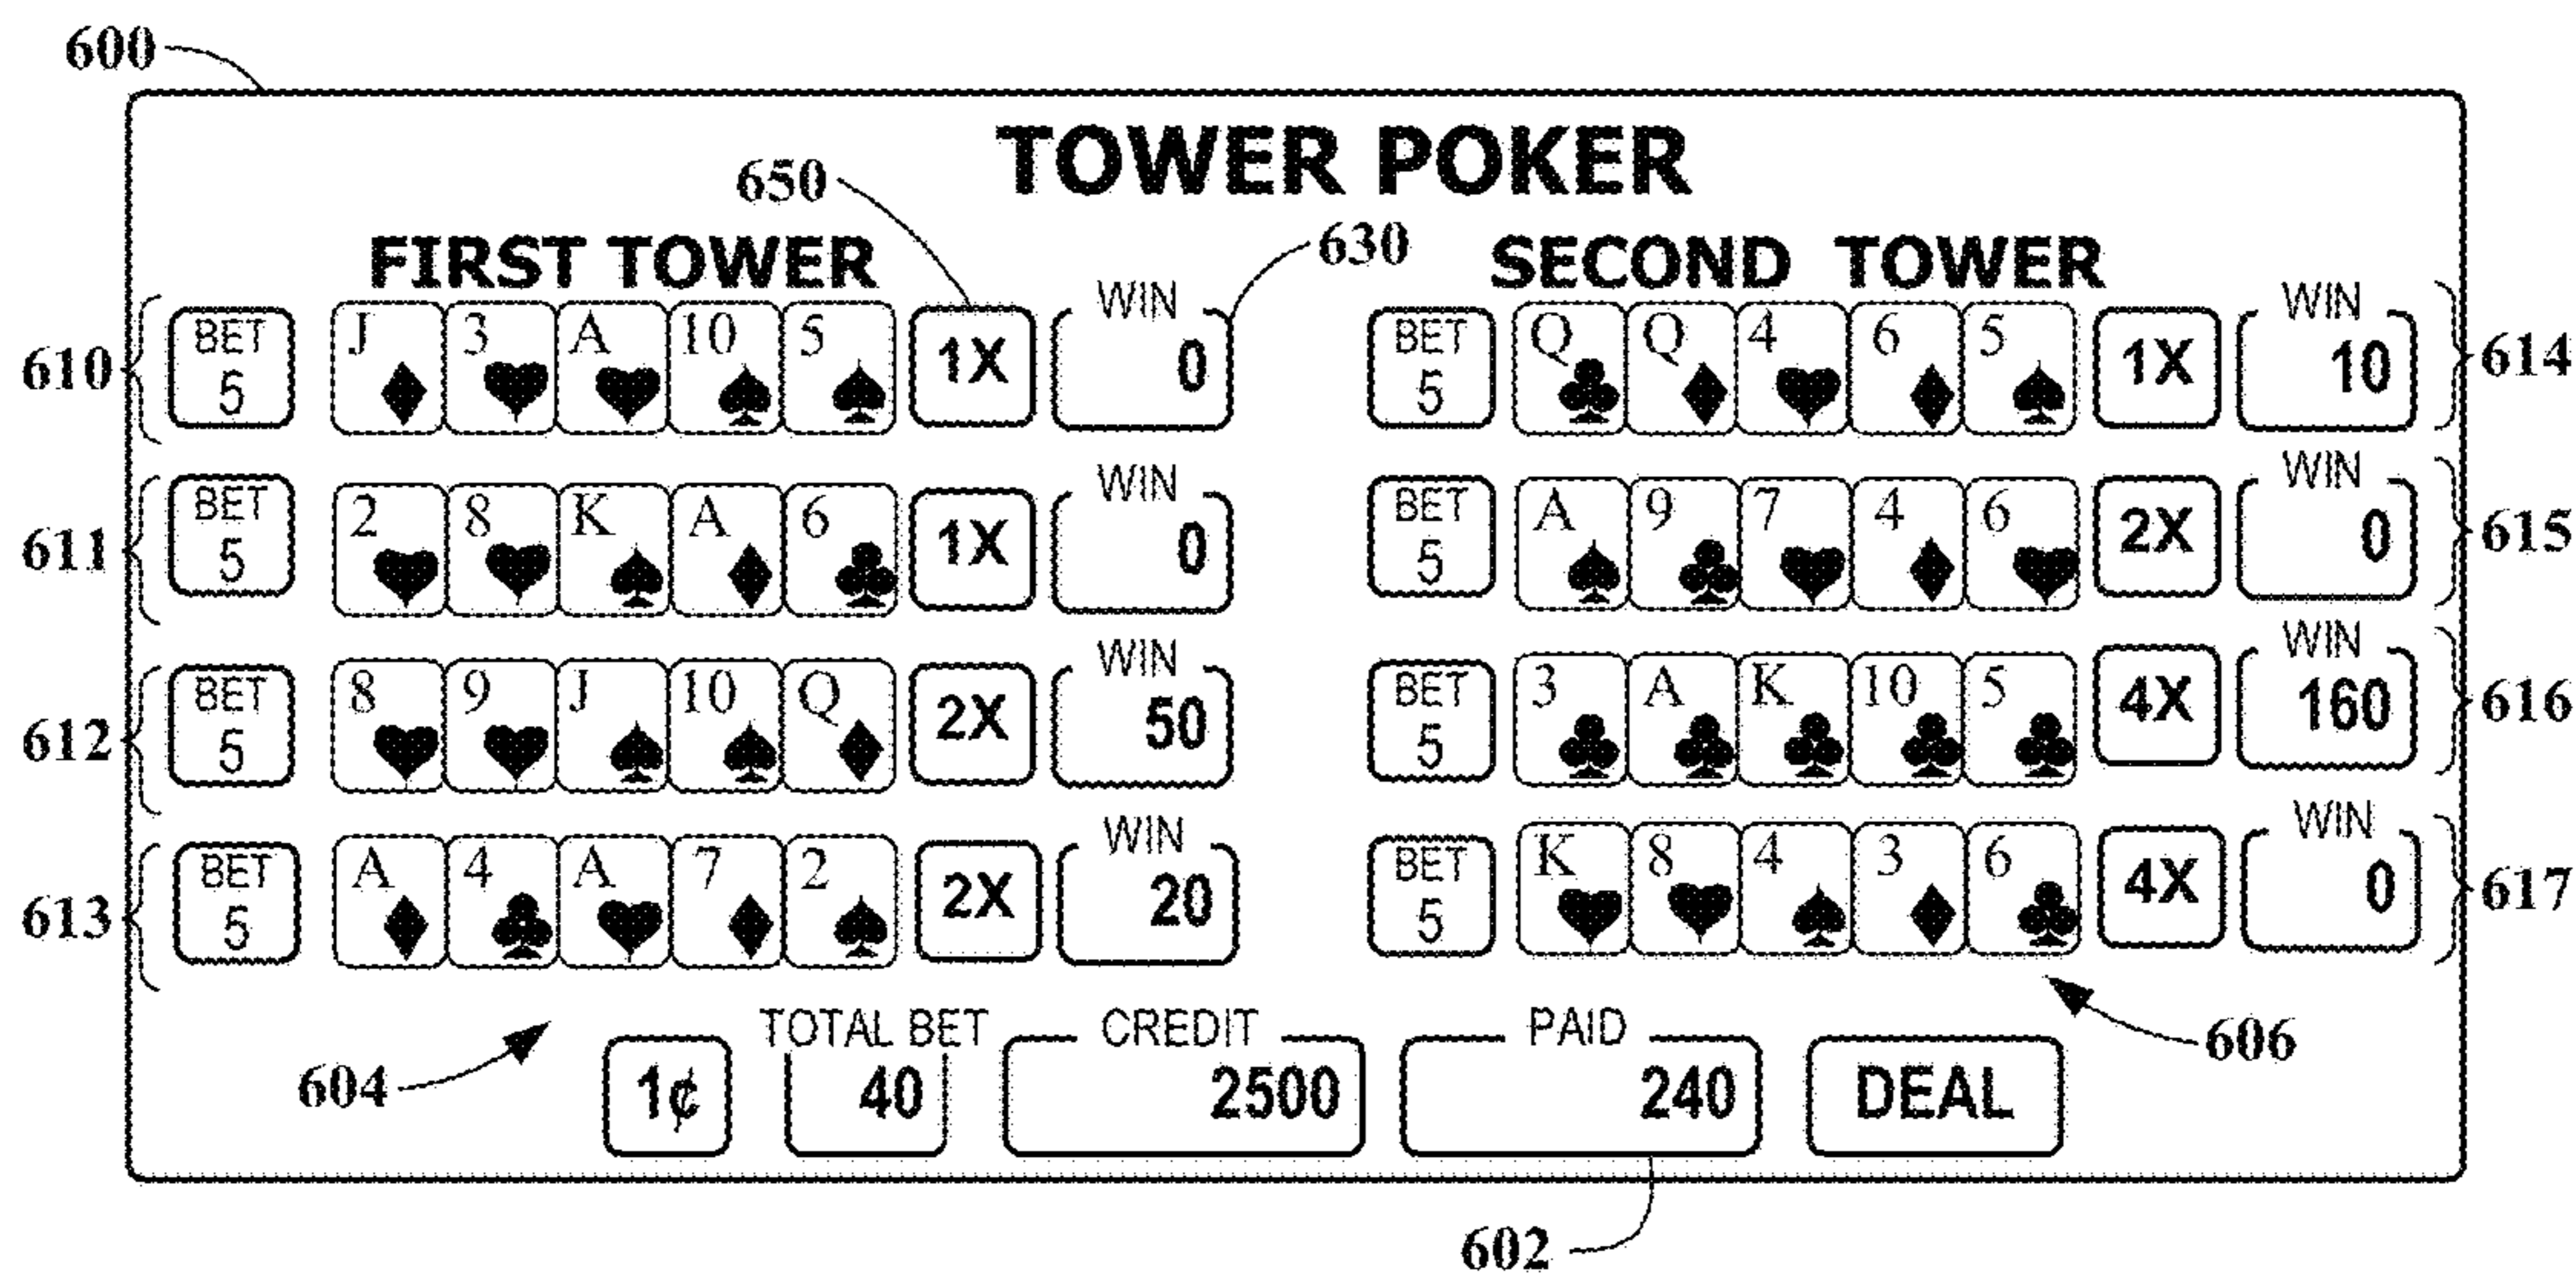 600
TOWER POKER
650
630
FIRST TOWER
SECOND TOWER
610 BET 5 J 3 A 10 5 1X WIN 0
BET 5 Q Q 4 6 5 1X WIN 10 614
611 BET 5 2 8 K A 6 1X WIN 0
BET 5 A 9 7 4 6 2X WIN 0 615
612 BET 5 8 9 J 10 Q 2X WIN 50
BET 5 3 A K 10 5 4X WIN 160 616
613 BET 5 A 4 A 7 2 2X WIN 20
BET 5 K 8 4 3 6 4X WIN 0 617
604
606
1¢
TOTAL BET
40
CREDIT
2500
PAID
240
DEAL
602